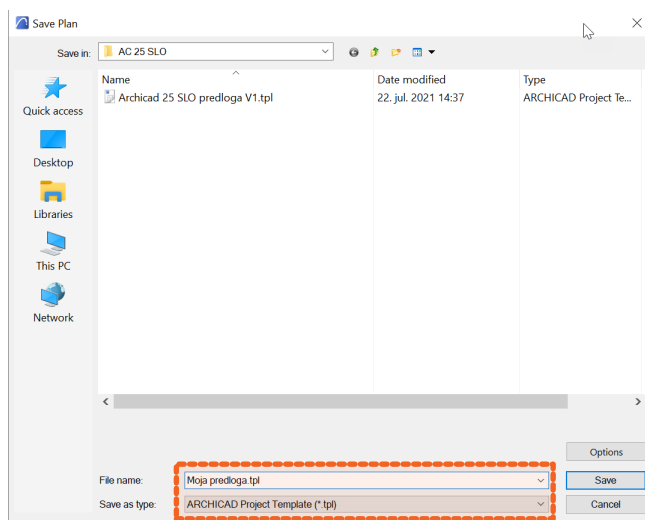 Save Plan
Save in: AC 25 SLO
Name Date modified Type
Archicad 25 SLO predloga V1.tpl 22. jul. 2021 14:37 ARCHICAD Project Te...
Quick access
Desktop
Libraries
This PC
Network
Options
File name: Moja predloga.tpl Save
Save as type: ARCHICAD Project Template (*.tpl) Cancel